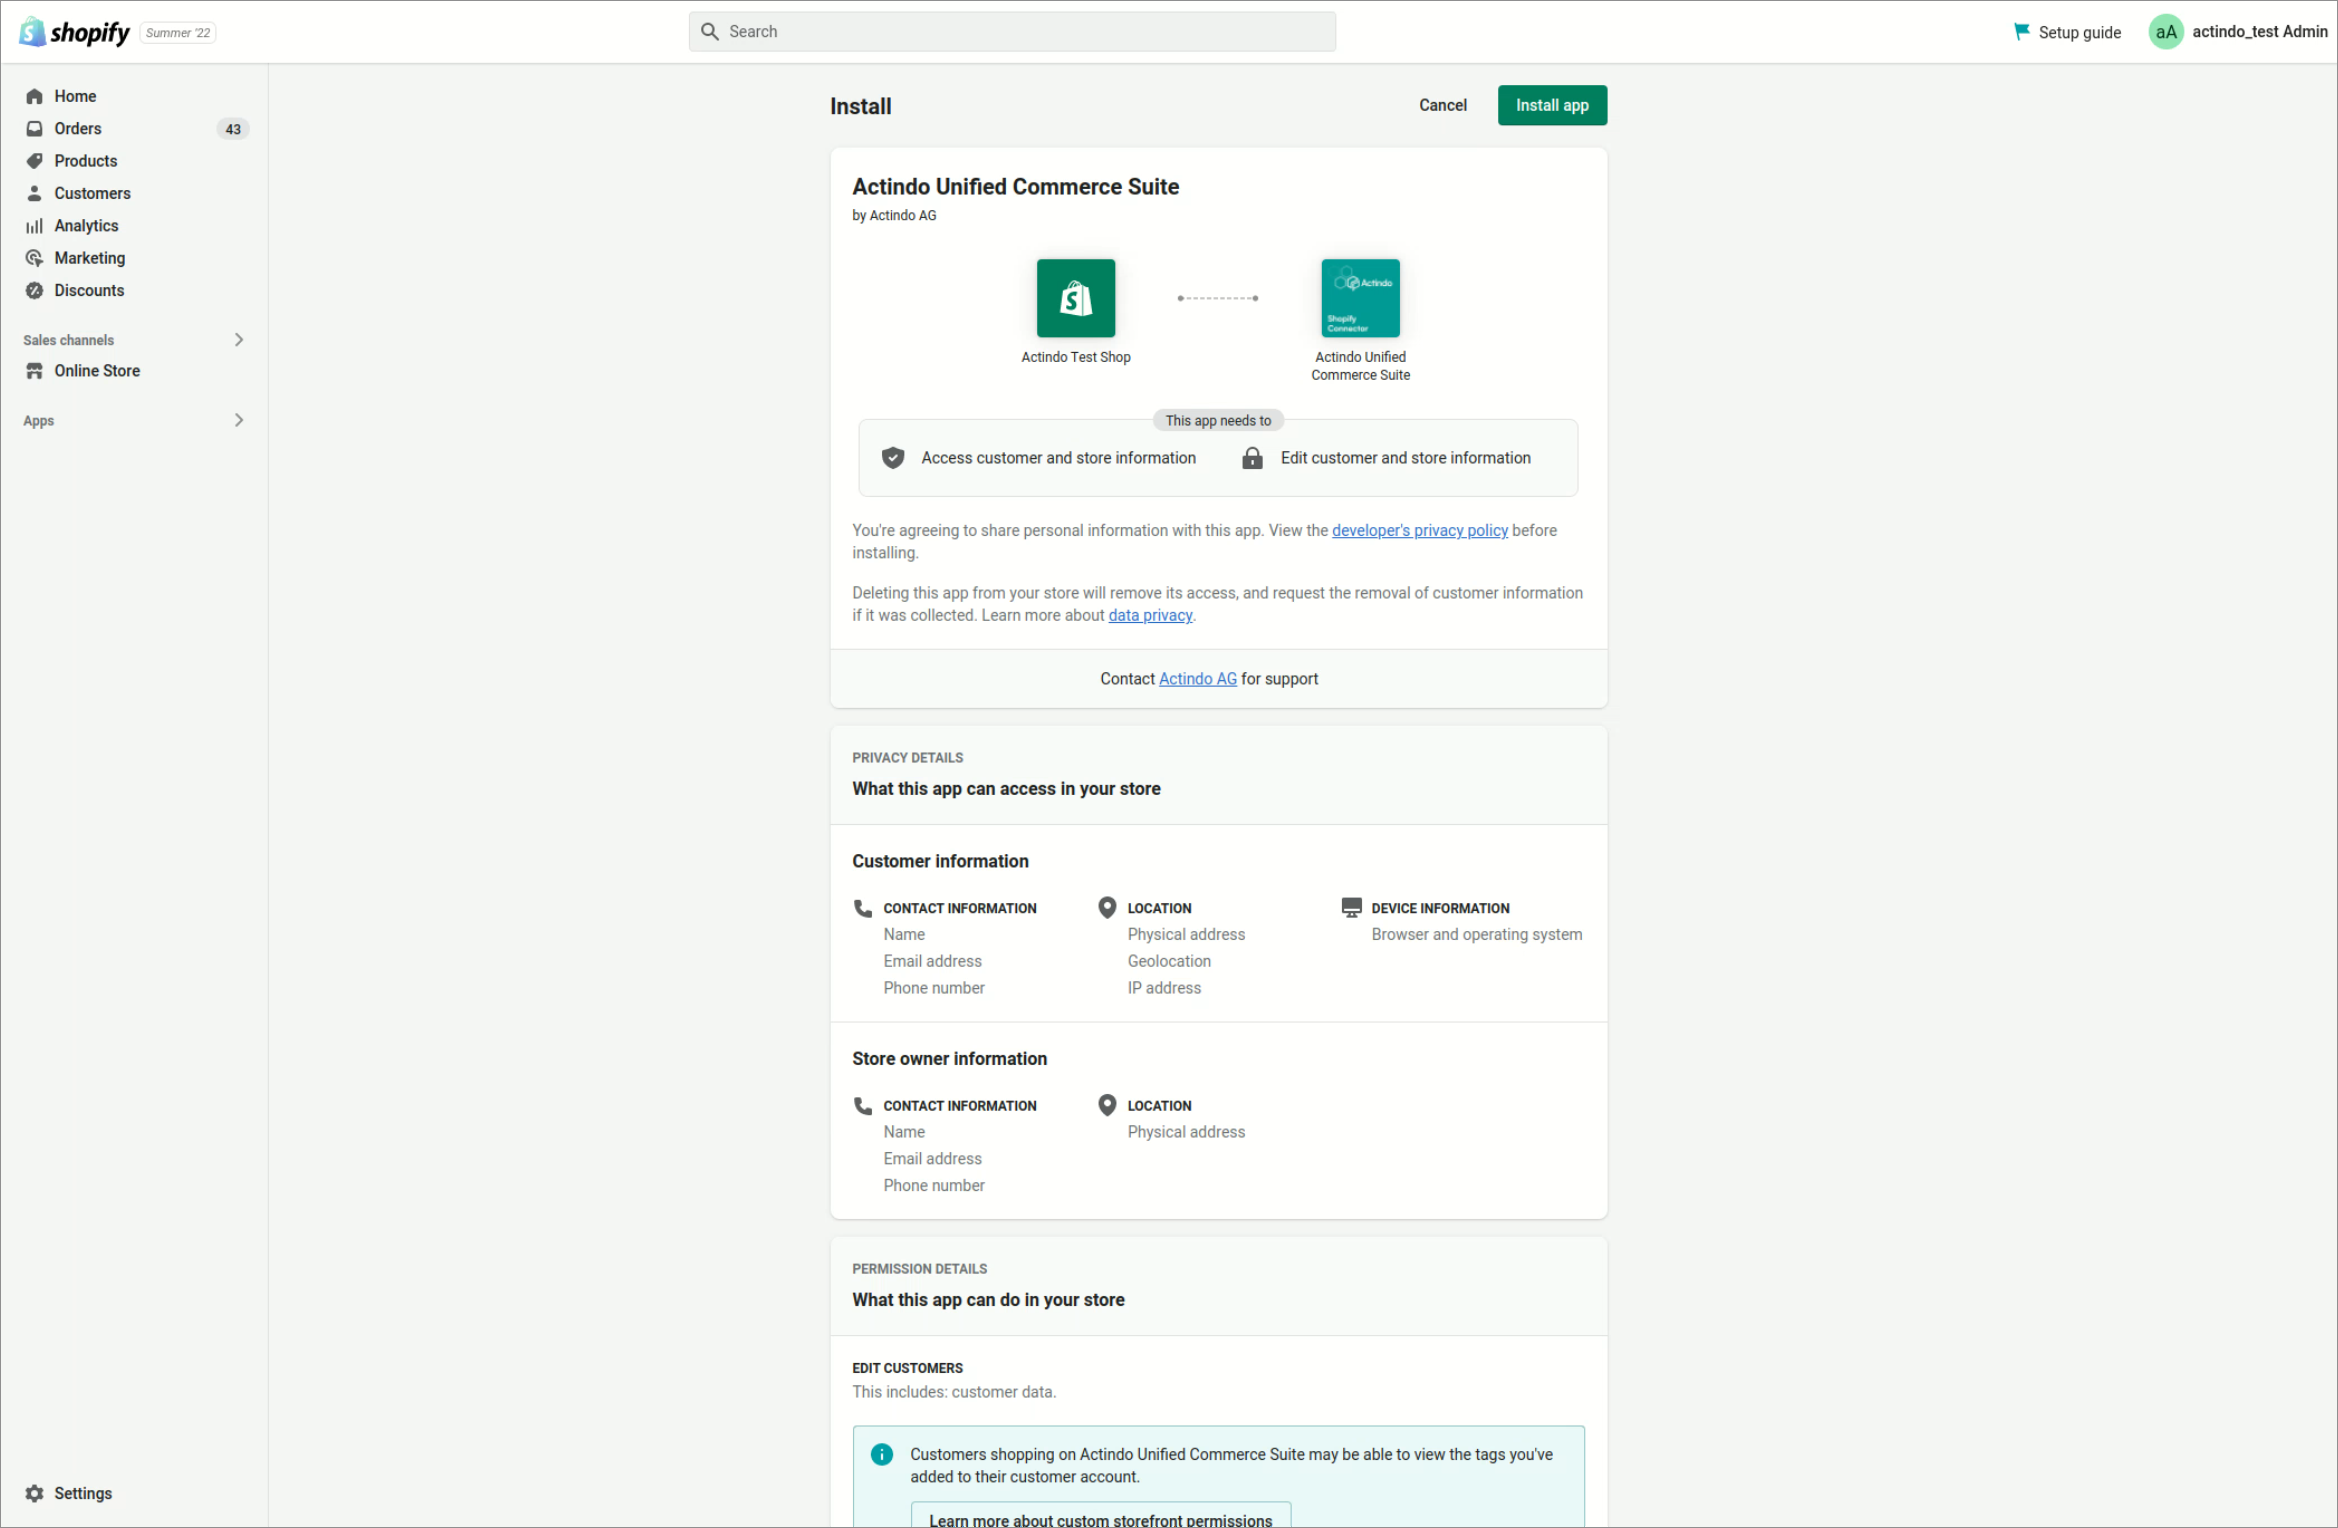 shopify
Summer '22
Search
Setup guide
aA
actindo_test Admin
Home
Orders
43
Products
Customers
Analytics
Marketing
Discounts
Sales channels
Online Store
Apps
Settings
Install
Cancel
Install app
Actindo Unified Commerce Suite
by Actindo AG
Actindo
Shopify
Connector
Actindo Test Shop
Actindo Unified
Commerce Suite
This app needs to
Access customer and store information
Edit customer and store information
You're agreeing to share personal information with this app. View the developer's privacy policy before
installing.
Deleting this app from your store will remove its access, and request the removal of customer information
if it was collected. Learn more about data privacy.
Contact Actindo AG for support
PRIVACY DETAILS
What this app can access in your store
Customer information
CONTACT INFORMATION
Name
Email address
Phone number
LOCATION
Physical address
Geolocation
IP address
DEVICE INFORMATION
Browser and operating system
Store owner information
CONTACT INFORMATION
Name
Email address
Phone number
LOCATION
Physical address
PERMISSION DETAILS
What this app can do in your store
EDIT CUSTOMERS
This includes: customer data.
Customers shopping on Actindo Unified Commerce Suite may be able to view the tags you've
added to their customer account.
Learn more about custom storefront permissions